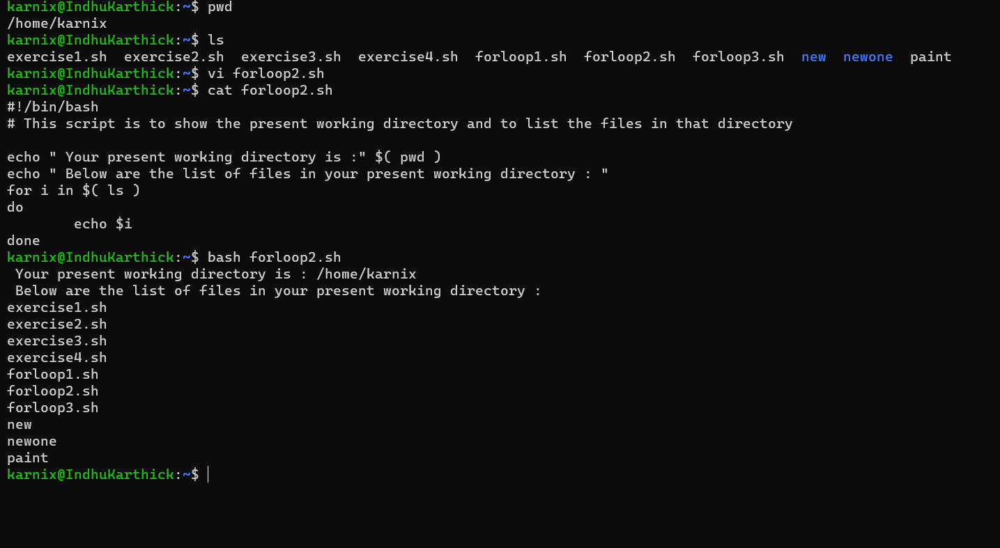 karnix@IndhuKarthick:~$ pwd
/home/karnix
karnix@IndhuKarthick:~$ ls
exercise1.sh  exercise2.sh  exercise3.sh  exercise4.sh  forloop1.sh  forloop2.sh  forloop3.sh  new  newone  paint
karnix@IndhuKarthick:~$ vi forloop2.sh
karnix@IndhuKarthick:~$ cat forloop2.sh
#!/bin/bash
# This script is to show the present working directory and to list the files in that directory

echo " Your present working directory is :" $( pwd )
echo " Below are the list of files in your present working directory : "
for i in $( ls )
do
        echo $i
done
karnix@IndhuKarthick:~$ bash forloop2.sh
 Your present working directory is : /home/karnix
 Below are the list of files in your present working directory :
exercise1.sh
exercise2.sh
exercise3.sh
exercise4.sh
forloop1.sh
forloop2.sh
forloop3.sh
new
newone
paint
karnix@IndhuKarthick:~$